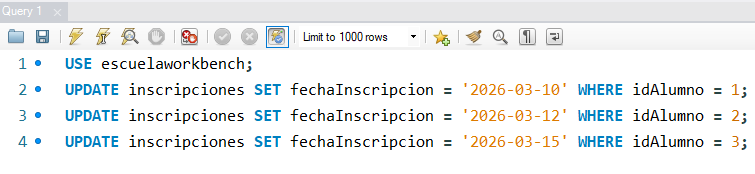 Query 1
Limit to 1000 rows
1 USE escuelaworkbench;
2 UPDATE inscripciones SET fechaInscripcion = '2026-03-10' WHERE idAlumno = 1;
3 UPDATE inscripciones SET fechaInscripcion = '2026-03-12' WHERE idAlumno = 2;
4 UPDATE inscripciones SET fechaInscripcion = '2026-03-15' WHERE idAlumno = 3;